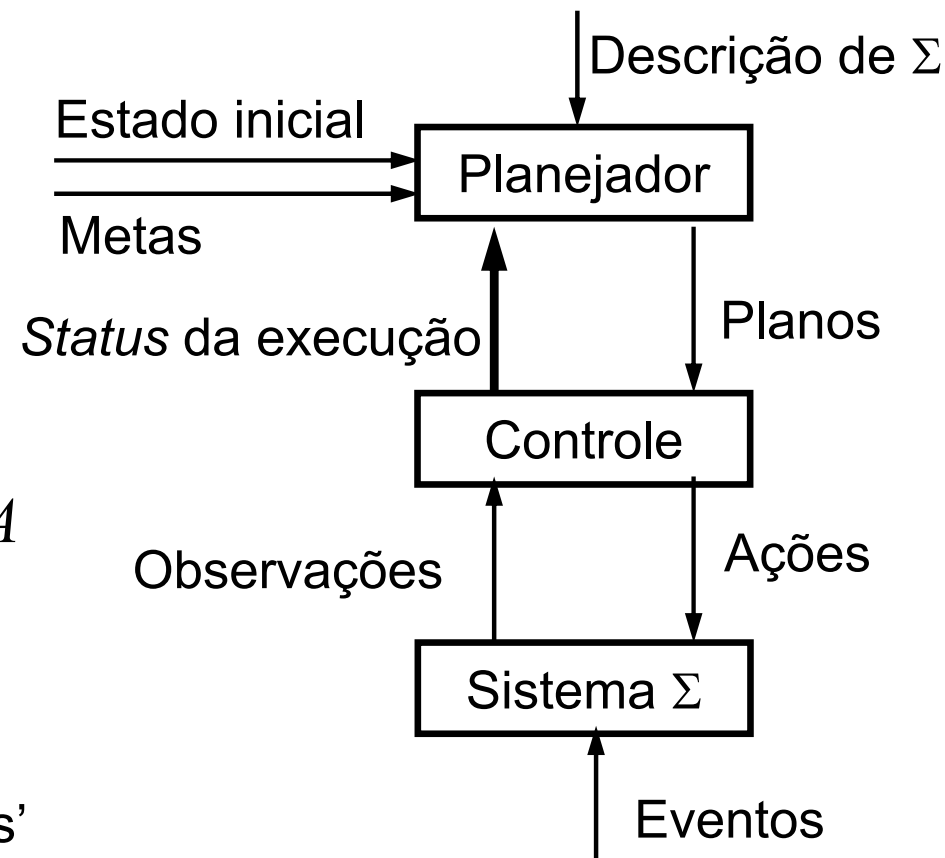 Descrição de Σ
Estado inicial
Planejador
Metas
Planos
Status da execução
Controle
A
Ações
Observações
Sistema Σ
s’
Eventos